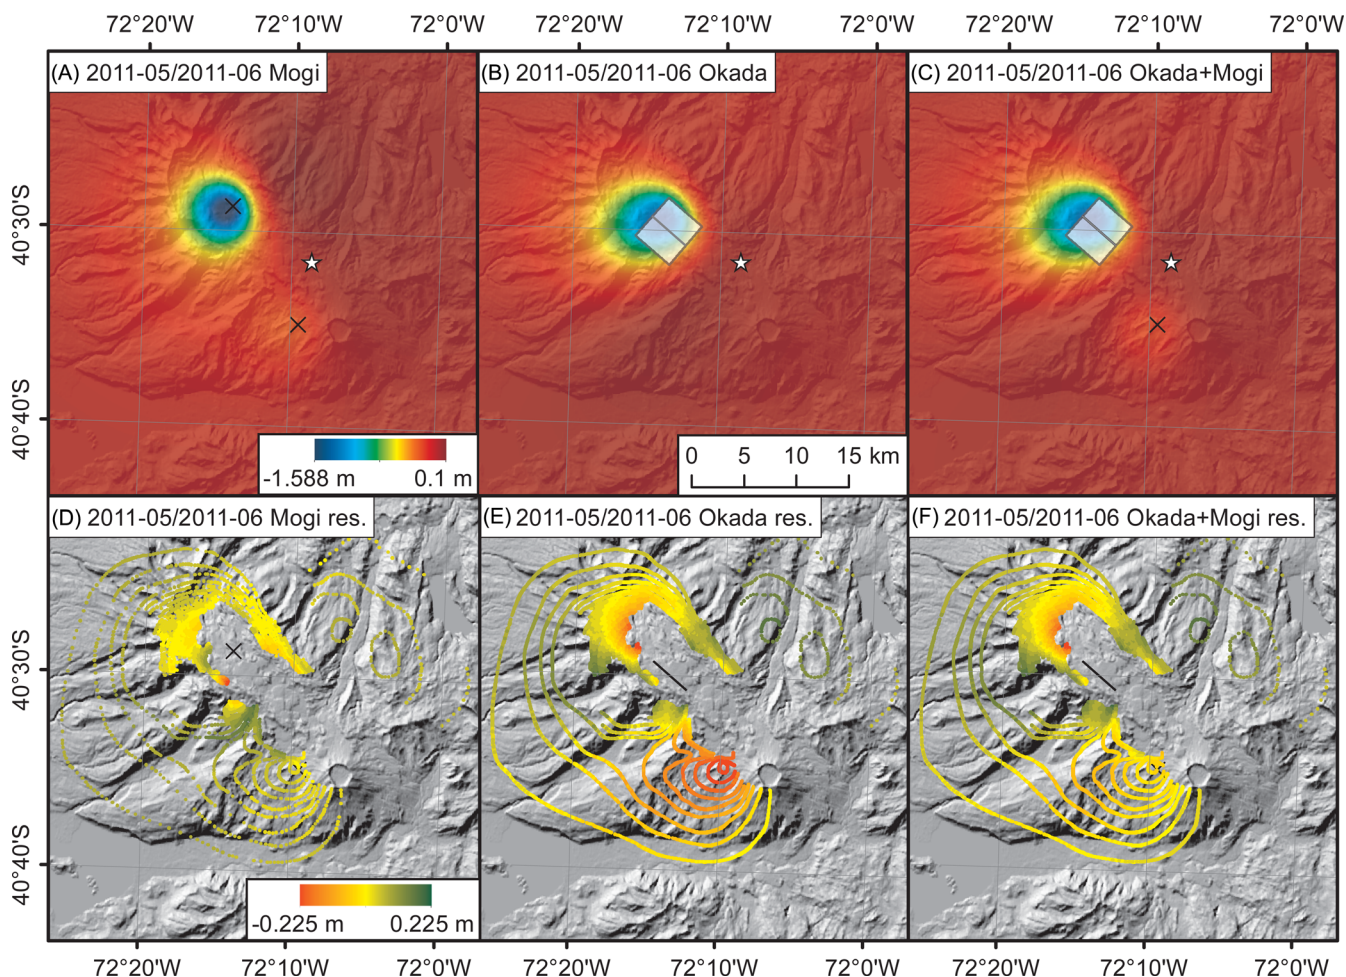 72°20'W 72°10'W 72°20'W 72°10'W 72°0'W 72°20'W 72°10'W 72°0'W
(A) 2011-05/2011-06 Mogi
(B) 2011-05/2011-06 Okada
(C) 2011-05/2011-06 Okada+Mogi
40°30'S
40°40'S
-1.588 m 0.1 m
0 5 10 15 km
(D) 2011-05/2011-06 Mogi res.
(E) 2011-05/2011-06 Okada res.
(F) 2011-05/2011-06 Okada+Mogi res.
40°30'S
40°40'S
-0.225 m 0.225 m
72°20'W 72°10'W 72°0'W 72°20'W 72°10'W 72°20'W 72°10'W 72°0'W